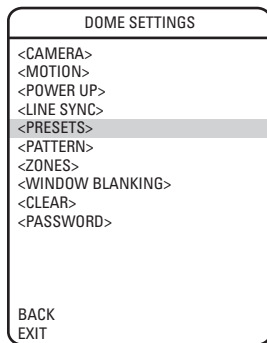 DOME SETTINGS
<CAMERA>
<MOTION>
<POWER UP>
<LINE SYNC>
<PRESETS>
<PATTERN>
<ZONES>
<WINDOW BLANKING>
<CLEAR>
<PASSWORD>
BACK
EXIT